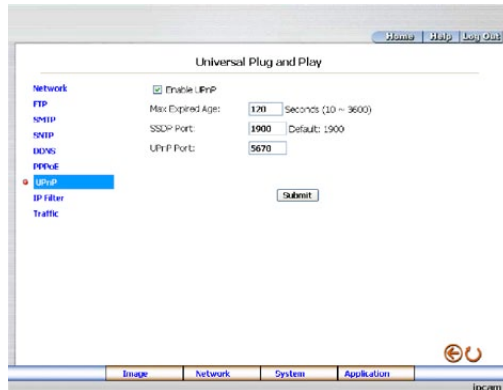 Home Help Log Out
Universal Plug and Play
Network
FTP
SMTP
SNTP
DDNS
PPPoE
UPnP
IP Filter
Traffic
Enable UPnP
Max Expired Age: 120 Seconds (10 ~ 3600)
SSDP Port: 1900 Default: 1900
UPnP Port: 5670
Submit
Image Network System Application
ipcam